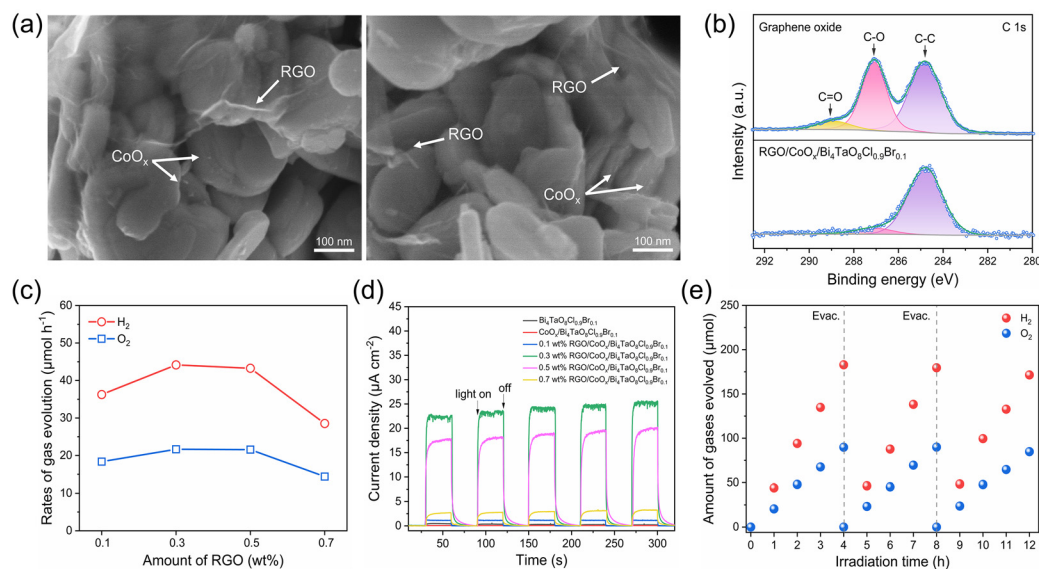 (a)
RGO
CoOₓ
100 nm
RGO
RGO
CoOₓ
100 nm
(b)
Graphene oxide
C 1s
C-O
C-C
C=O
RGO/CoOₓ/Bi₄TaO₈Cl₀.₉Br₀.₁
Intensity (a.u.)
292 290 288 286 284 282 280
Binding energy (eV)
(c)
60
50
40
30
20
10
0
H₂
O₂
Rates of gas evolution (μmol h⁻¹)
0.1 0.3 0.5 0.7
Amount of RGO (wt%)
(d)
45
40
35
30
25
20
15
10
5
0
Bi₄TaO₈Cl₀.₉Br₀.₁
CoOₓ/Bi₄TaO₈Cl₀.₉Br₀.₁
0.1 wt% RGO/CoOₓ/Bi₄TaO₈Cl₀.₉Br₀.₁
0.3 wt% RGO/CoOₓ/Bi₄TaO₈Cl₀.₉Br₀.₁
0.5 wt% RGO/CoOₓ/Bi₄TaO₈Cl₀.₉Br₀.₁
0.7 wt% RGO/CoOₓ/Bi₄TaO₈Cl₀.₉Br₀.₁
light on
off
Current density (μA cm⁻²)
50 100 150 200 250 300
Time (s)
(e)
250
200
150
100
50
0
Evac.
Evac.
H₂
O₂
Amount of gases evolved (μmol)
0 1 2 3 4 5 6 7 8 9 10 11 12
Irradiation time (h)